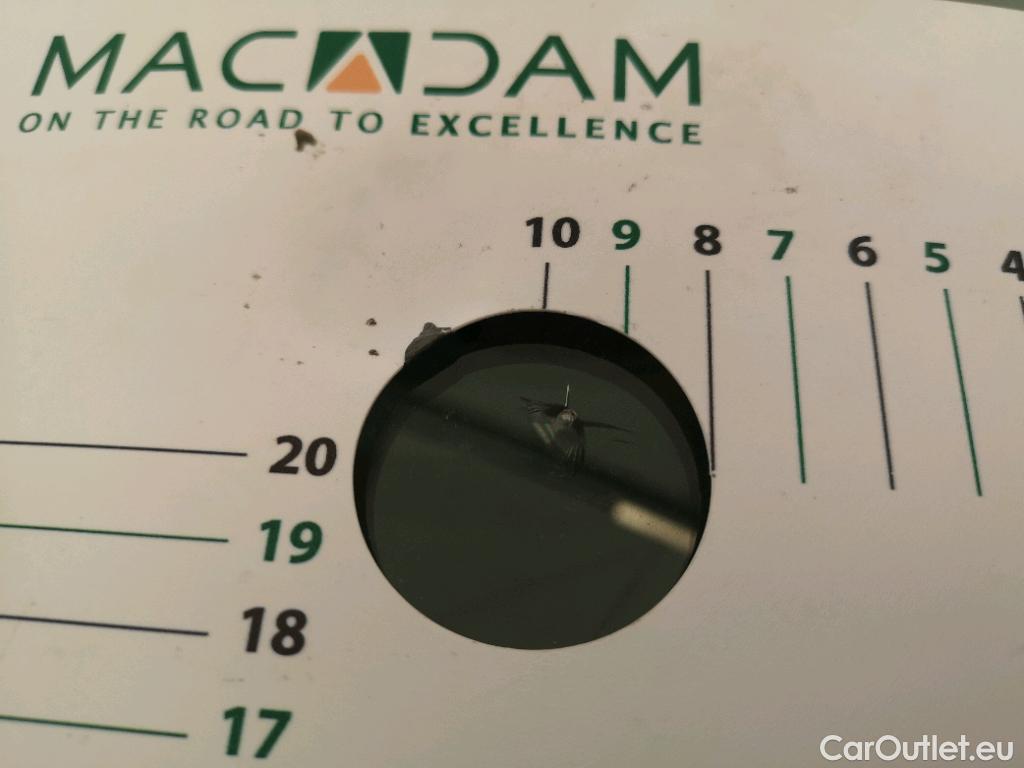 MACADAM
ON THE ROAD TO EXCELLENCE
10 9 8 7 6 5 4
20
19
18
17
CarOutlet.eu